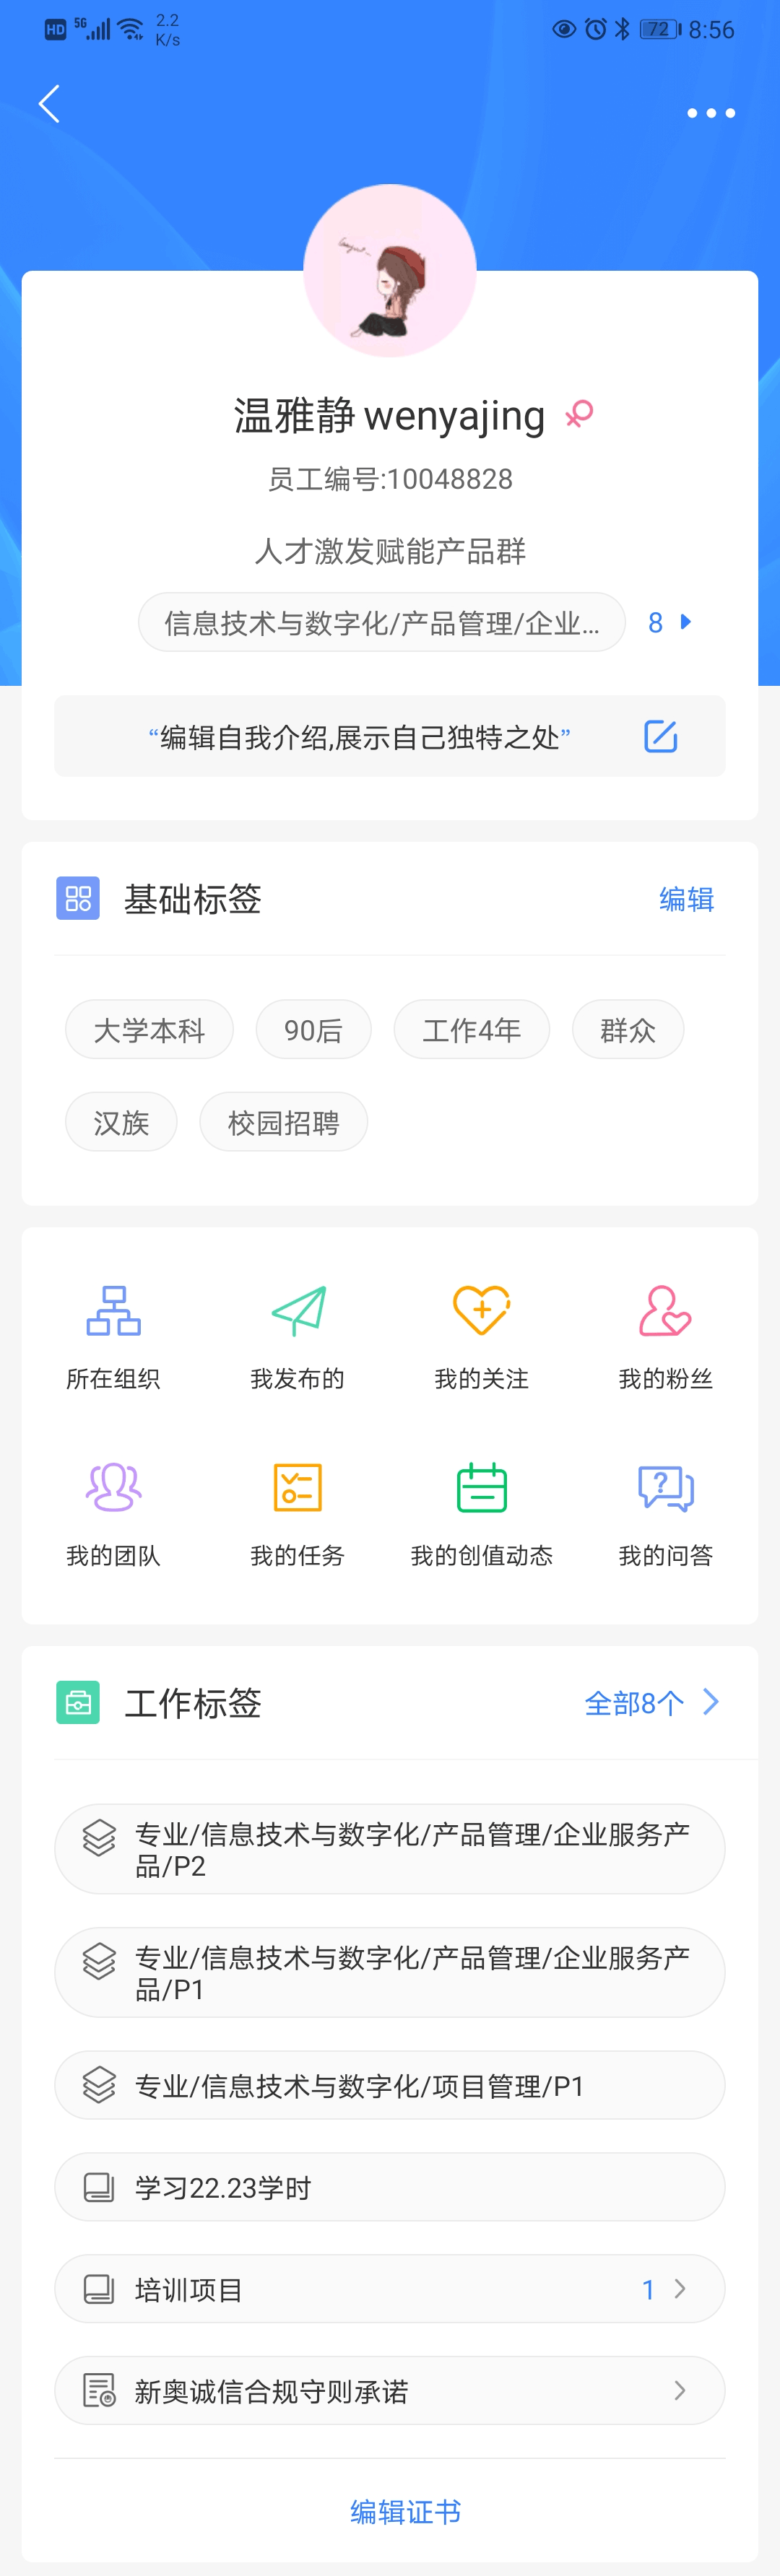 HD 5G 2.2 K/s 72 8:56
温雅静 wenyajing
员工编号:10048828
人才激发赋能产品群
信息技术与数字化/产品管理/企业... 8
“编辑自我介绍,展示自己独特之处”
基础标签 编辑
大学本科 90后 工作4年 群众
汉族 校园招聘
所在组织 我发布的 我的关注 我的粉丝
我的团队 我的任务 我的创值动态 我的问答
工作标签 全部8个
专业/信息技术与数字化/产品管理/企业服务产
品/P2
专业/信息技术与数字化/产品管理/企业服务产
品/P1
专业/信息技术与数字化/项目管理/P1
学习22.23学时
培训项目 1
新奥诚信合规守则承诺
编辑证书